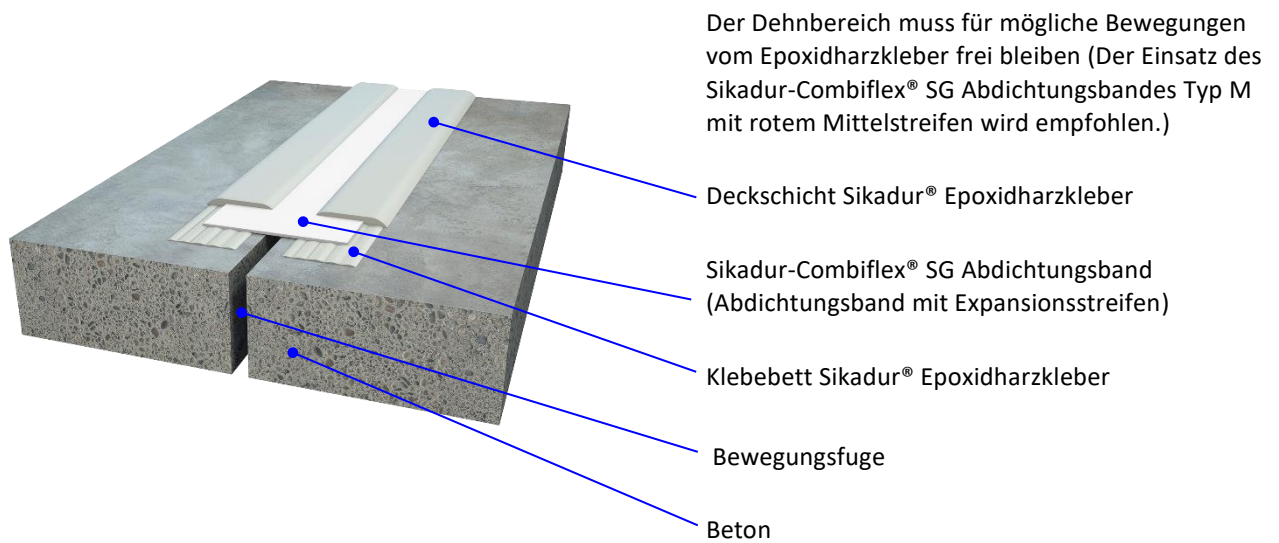 Der Dehnbereich muss für mögliche Bewegungen
vom Epoxidharzkleber frei bleiben (Der Einsatz des
Sikadur-Combiflex® SG Abdichtungsbandes Typ M
mit rotem Mittelstreifen wird empfohlen.)
Deckschicht Sikadur® Epoxidharzkleber
Sikadur-Combiflex® SG Abdichtungsband
(Abdichtungsband mit Expansionsstreifen)
Klebebett Sikadur® Epoxidharzkleber
Bewegungsfuge
Beton